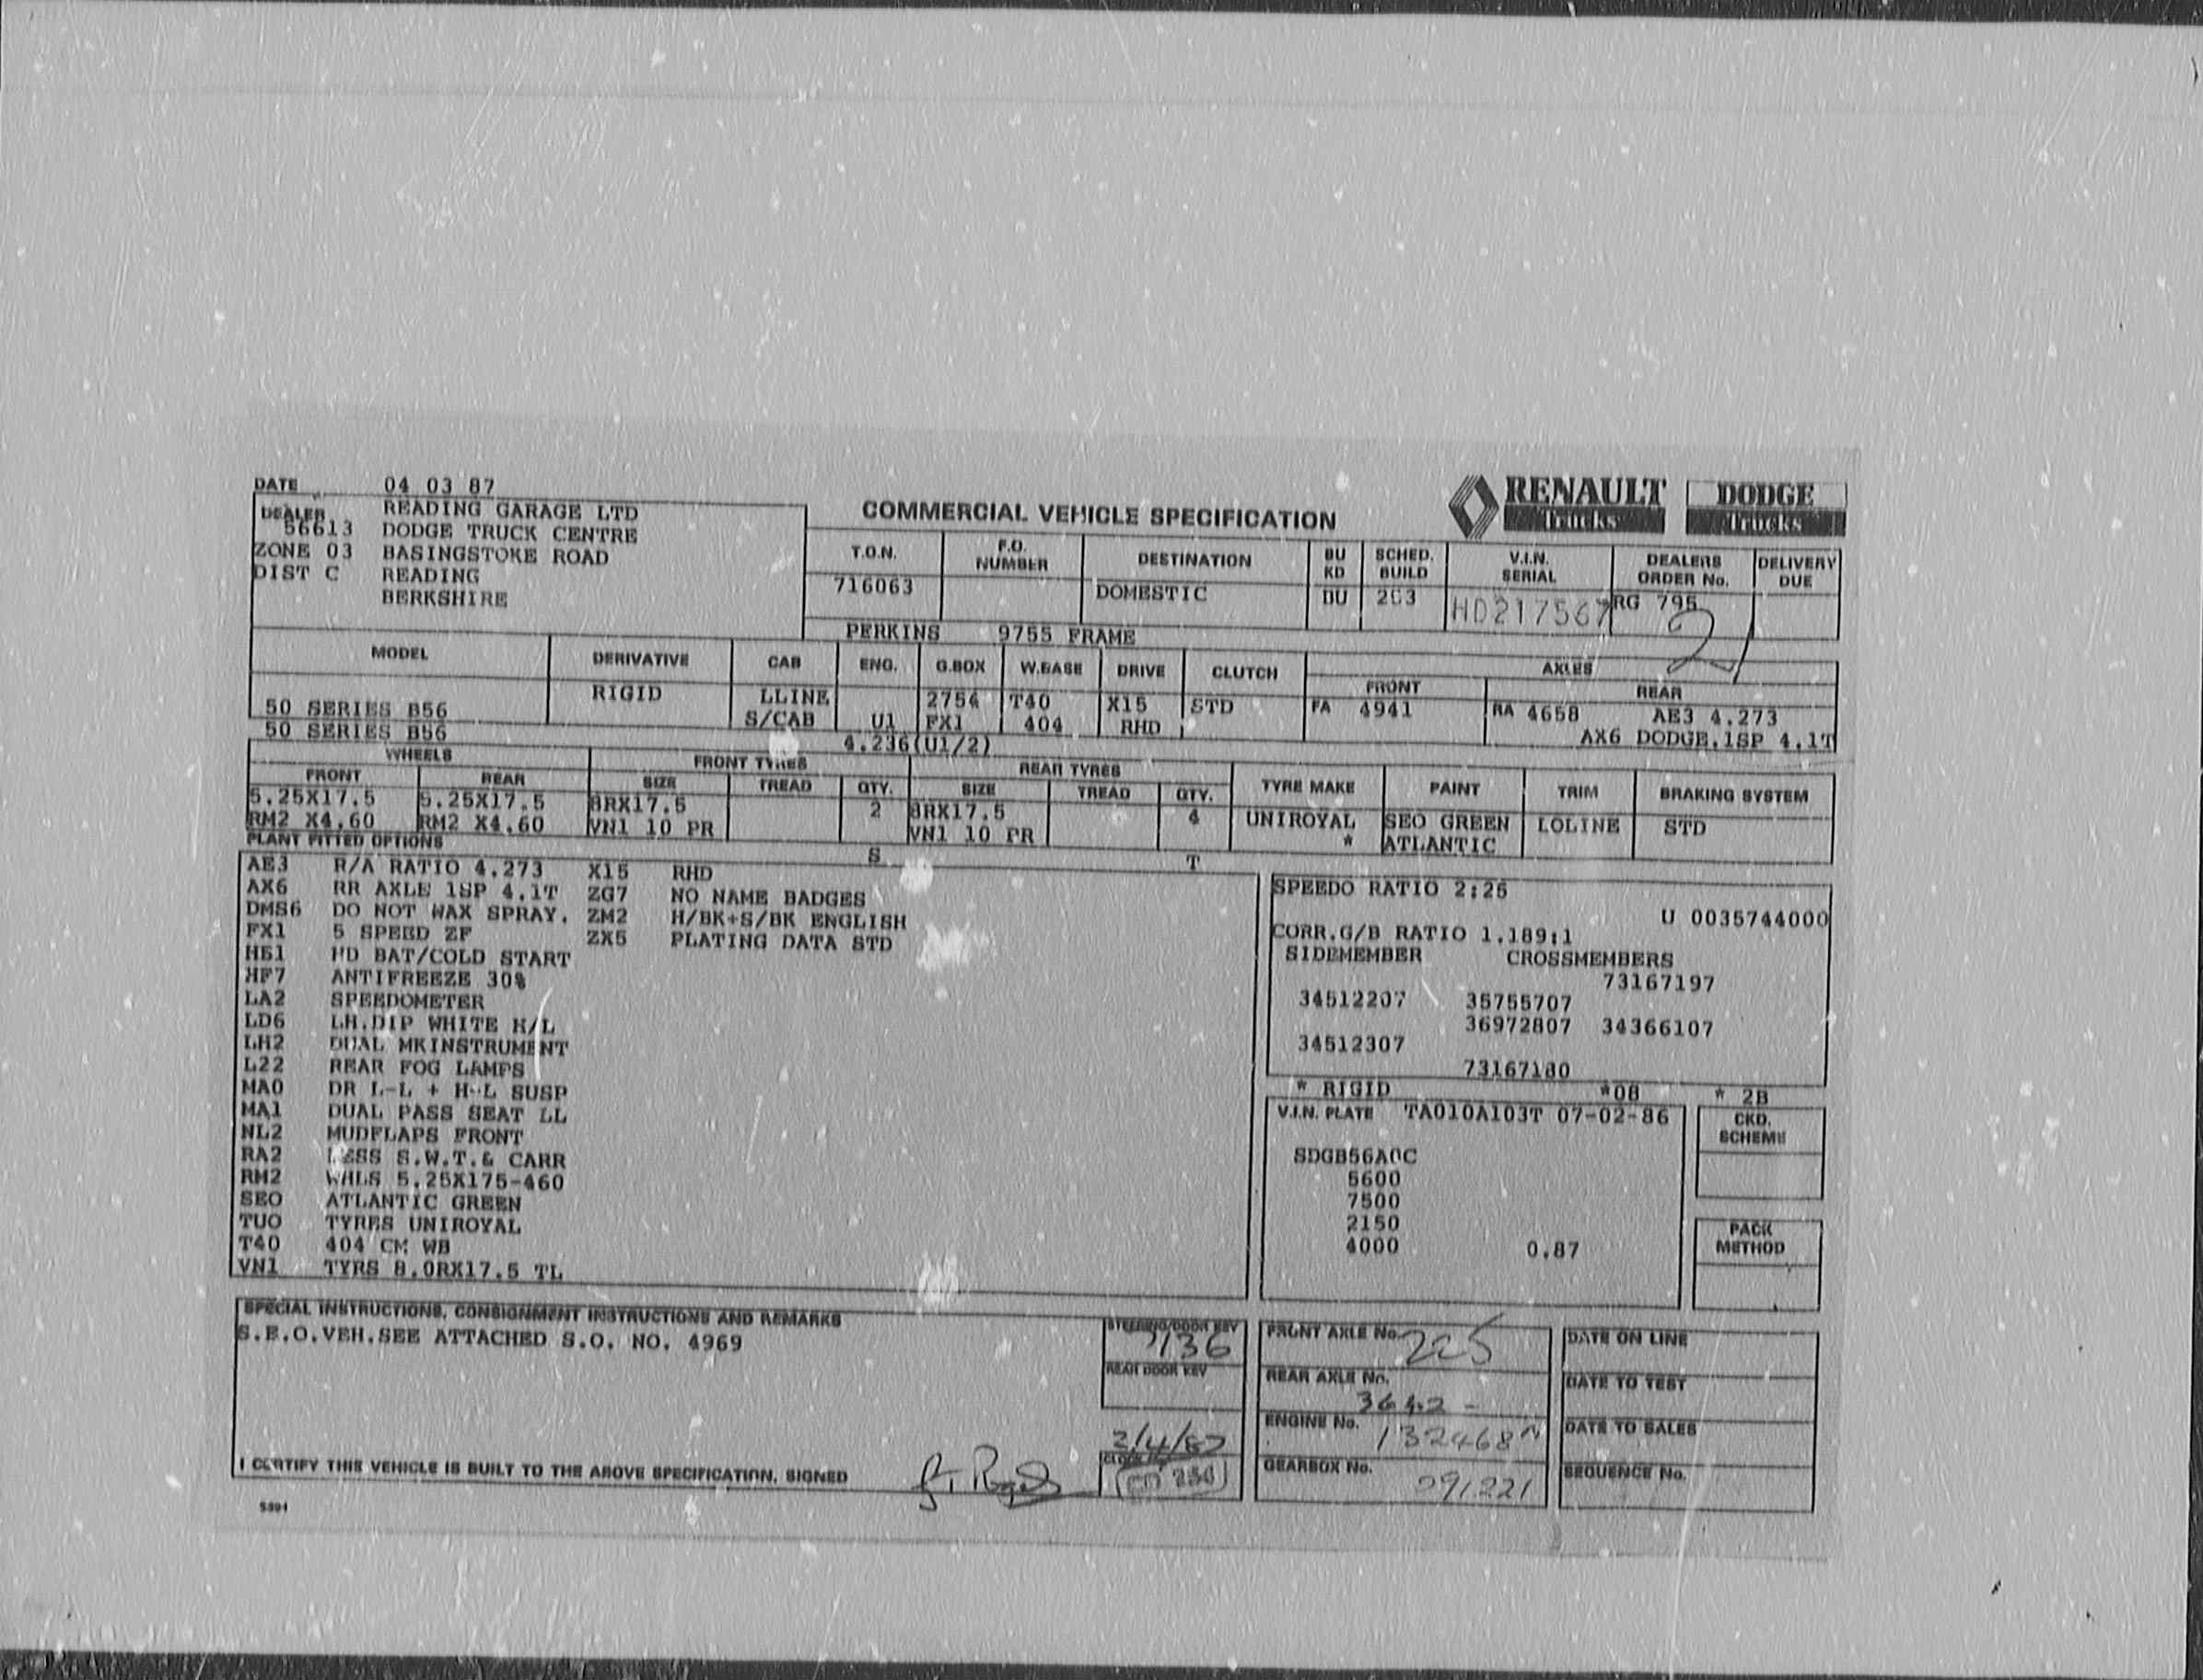 DATE 04 03 87
DEALER READING GARAGE LTD
56613 DODGE TRUCK CENTRE
ZONE 03 BASINGSTOKE ROAD
DIST C READING
BERKSHIRE
COMMERCIAL VEHICLE SPECIFICATION
RENAULT Trucks
DODGE Trucks
T.O.N. F.O. NUMBER DESTINATION BU KD SCHED. BUILD V.I.N. SERIAL DEALERS ORDER No. DELIVERY DUE
716063 DOMESTIC BU 203 HD217567 RG 795
PERKINS 9755 FRAME
MODEL DERIVATIVE CAB ENG. G.BOX W.BASE DRIVE CLUTCH AXLES
FRONT REAR
50 SERIES B56 RIGID LLINE 2754 T40 X15 STD FA 4941 RA 4658 AE3 4.273
50 SERIES B56 S/CAB U1 FX1 404 RHD AX6 DODGE.1SP 4.1T
4.236(U1/2)
WHEELS FRONT TYRES REAR TYRES
FRONT REAR SIZE TREAD QTY. SIZE TREAD QTY. TYRE MAKE PAINT TRIM BRAKING SYSTEM
5.25X17.5 5.25X17.5 8RX17.5 2 8RX17.5 4 UNIROYAL SEO GREEN LOLINE STD
RM2 X4.60 RM2 X4.60 VN1 10 PR VN1 10 PR * ATLANTIC
PLANT FITTED OPTIONS S T
AE3 R/A RATIO 4.273 X15 RHD
AX6 RR AXLE 1SP 4.1T ZG7 NO NAME BADGES
DMS6 DO NOT WAX SPRAY. ZM2 H/BK+S/BK ENGLISH
FX1 5 SPEED ZF ZX5 PLATING DATA STD
H51 HD BAT/COLD START
HF7 ANTIFREEZE 30%
LA2 SPEEDOMETER
LD6 LH.DIP WHITE H/L
LH2 DUAL MKINSTRUMENT
L22 REAR FOG LAMPS
MA0 DR L-L + H-L SUSP
MA1 DUAL PASS SEAT LL
NL2 MUDFLAPS FRONT
RA2 LESS S.W.T.& CARR
RM2 WHLS 5.25X175-460
SEO ATLANTIC GREEN
TUO TYRES UNIROYAL
T40 404 CM WB
VN1 TYRS 8.0RX17.5 TL
SPEEDO RATIO 2:25
U 0035744000
CORR.G/B RATIO 1.189:1
SIDEMEMBER CROSSMEMBERS
73167197
34512207 35755707
36972807 34366107
34512307
73167180
* RIGID *08 * 2B
V.I.N. PLATE TA010A103T 07-02-86
SDGB56A0C
5600
7500
2150
4000 0.87
CKD. SCHEME
PACK METHOD
SPECIAL INSTRUCTIONS, CONSIGNMENT INSTRUCTIONS AND REMARKS
S.E.O.VEH.SEE ATTACHED S.O. NO. 4969
STEERING/DOOR KEY 7136
REAR DOOR KEY
2/4/87
I CERTIFY THIS VEHICLE IS BUILT TO THE ABOVE SPECIFICATION. SIGNED
FRONT AXLE No. 225
REAR AXLE No. 3642 -
ENGINE No. 132468
GEARBOX No. 091221
DATE ON LINE
DATE TO TEST
DATE TO SALES
SEQUENCE No.